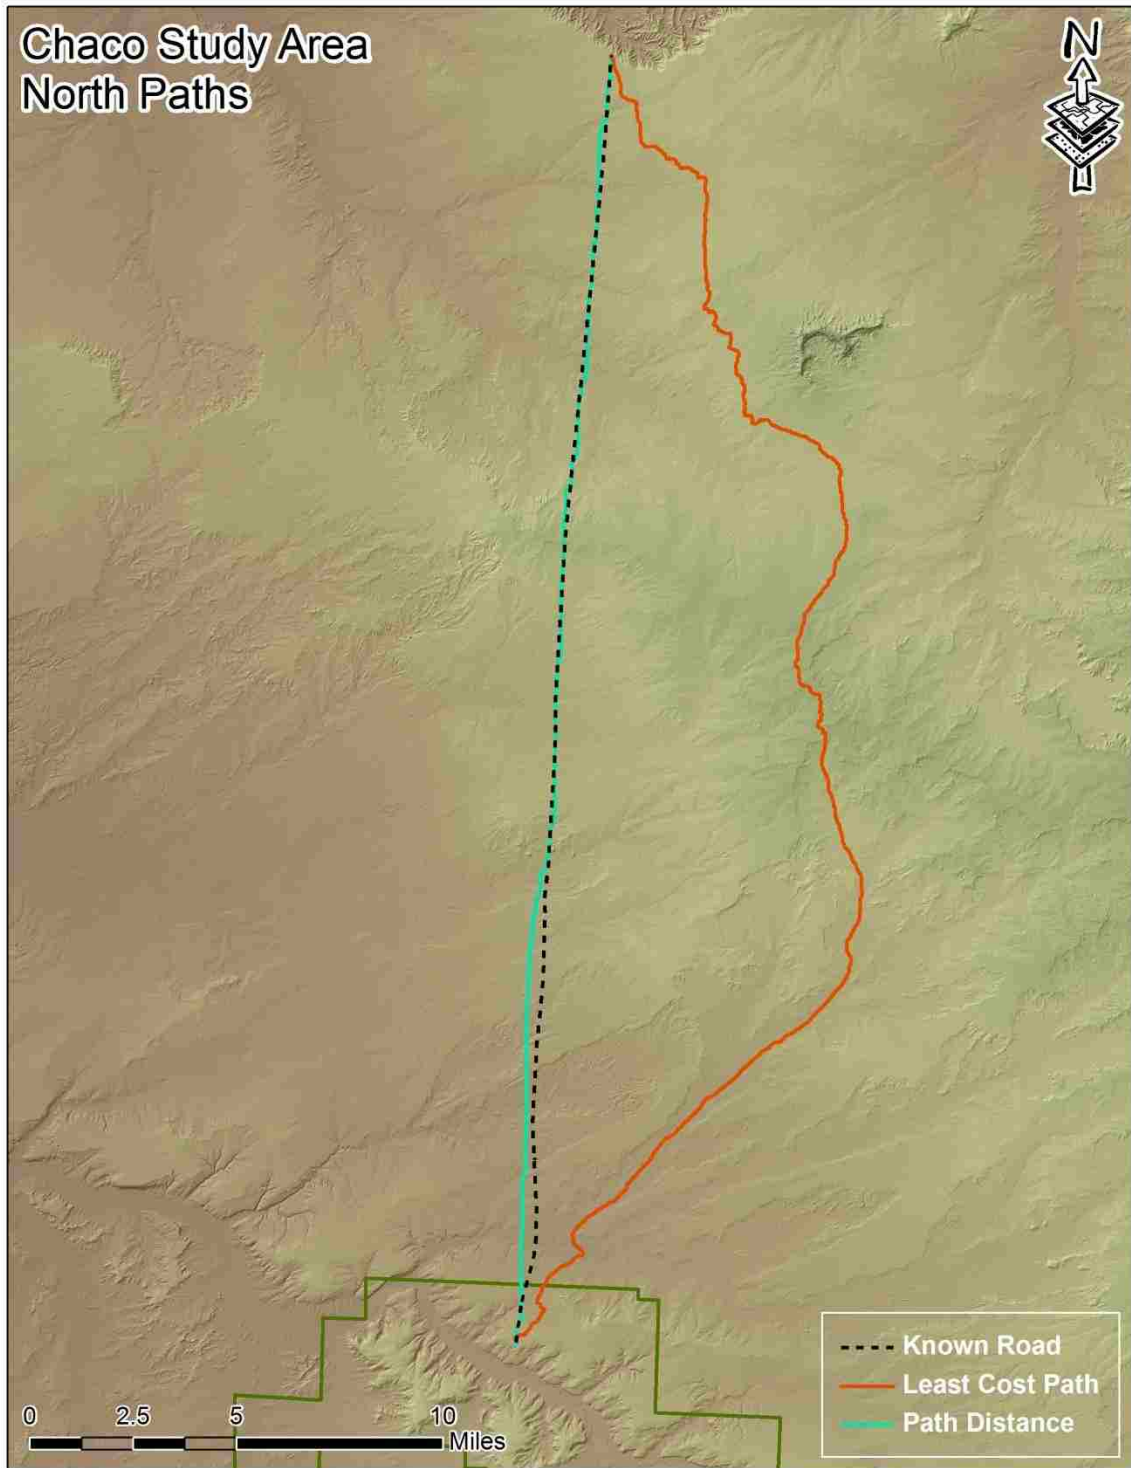 Chaco Study Area
North Paths
N
Known Road
Least Cost Path
Path Distance
0 2.5 5 10
Miles